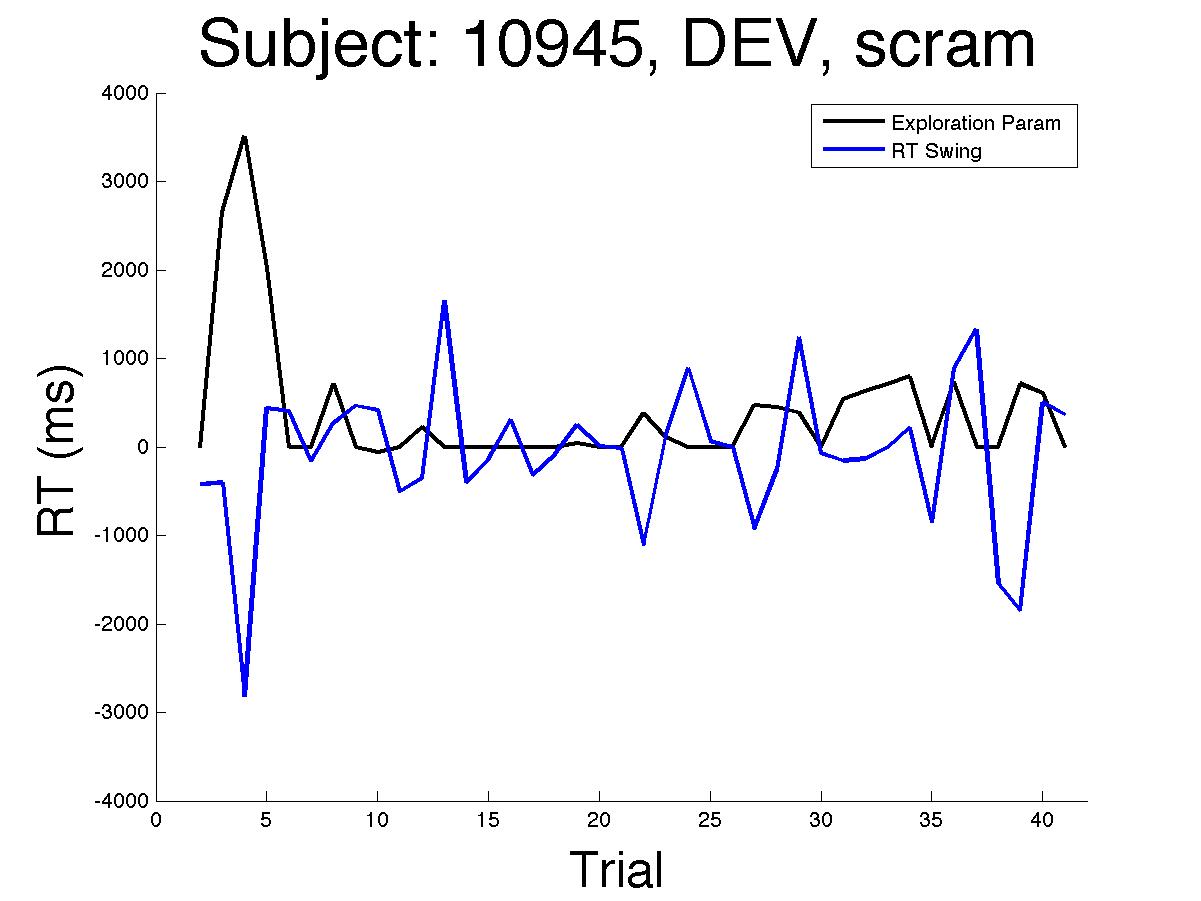 Subject: 10945, DEV, scram
4000
3000
2000
1000
0
-1000
-2000
-3000
-4000
RT (ms)
Exploration Param
RT Swing
0 5 10 15 20 25 30 35 40
Trial